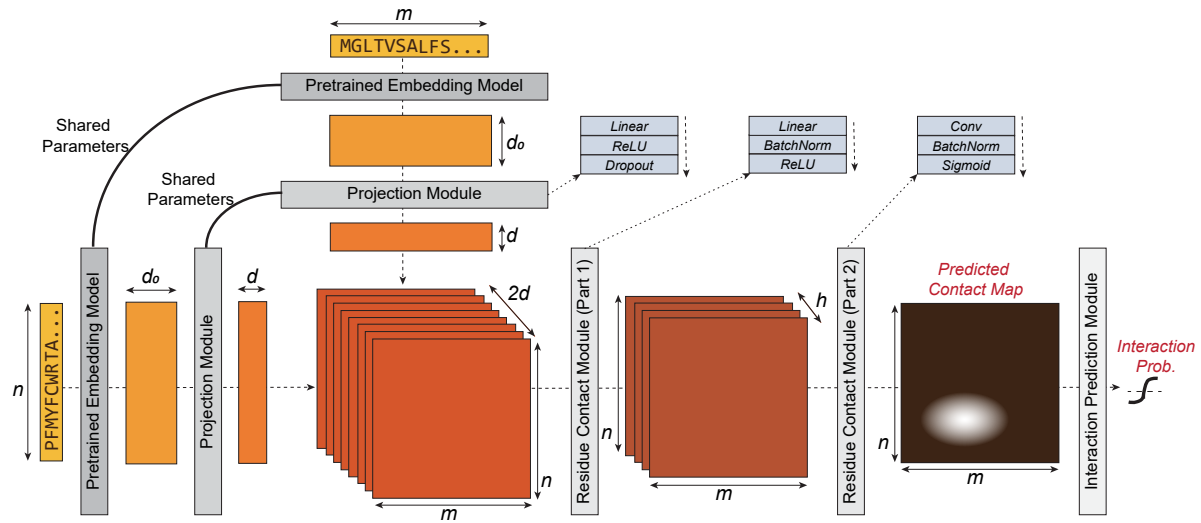 m
MGLTVSALFS...
Pretrained Embedding Model
Shared
Parameters
d₀
Linear
ReLU
Dropout
Linear
BatchNorm
ReLU
Conv
BatchNorm
Sigmoid
Shared
Parameters
Projection Module
d
n
PFMYFCWRTA...
Pretrained Embedding Model
d₀
Projection Module
d
2d
n
m
Residue Contact Module (Part 1)
h
n
m
Residue Contact Module (Part 2)
Predicted
Contact Map
n
m
Interaction Prediction Module
Interaction
Prob.